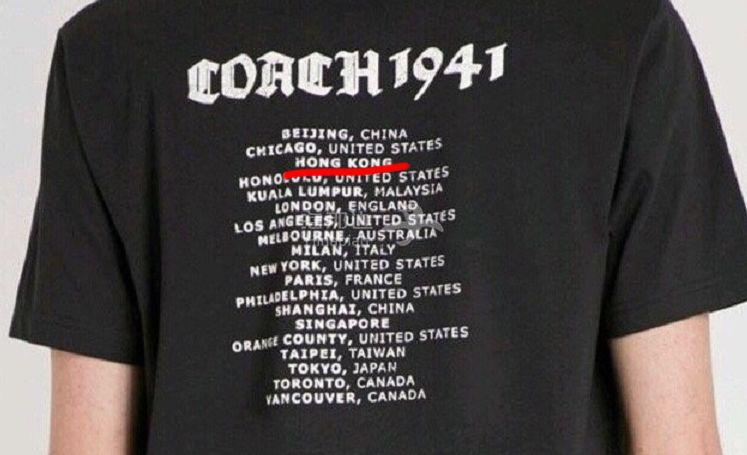 COACH 1941
BEIJING, CHINA
CHICAGO, UNITED STATES
HONG KONG
HONOLULU, UNITED STATES
KUALA LUMPUR, MALAYSIA
LONDON, ENGLAND
LOS ANGELES, UNITED STATES
MELBOURNE, AUSTRALIA
MILAN, ITALY
NEW YORK, UNITED STATES
PARIS, FRANCE
PHILADELPHIA, UNITED STATES
SHANGHAI, CHINA
SINGAPORE
ORANGE COUNTY, UNITED STATES
TAIPEI, TAIWAN
TOKYO, JAPAN
TORONTO, CANADA
VANCOUVER, CANADA